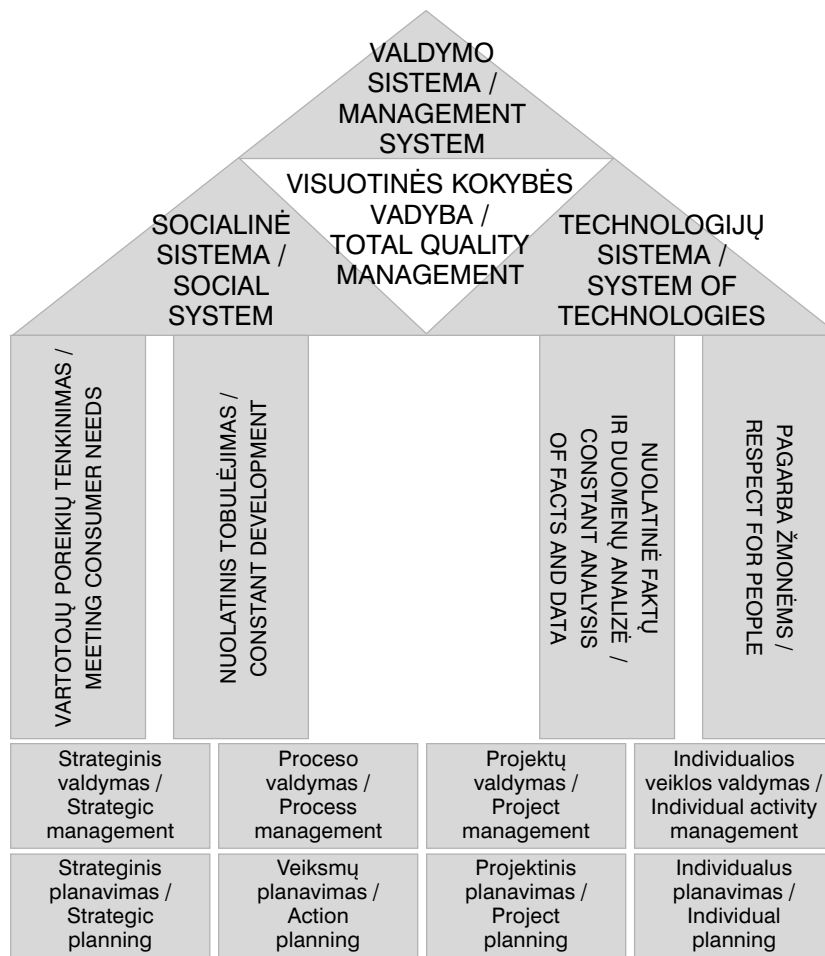 VALDYMO
SISTEMA /
MANAGEMENT
SYSTEM
VISUOTINĖS KOKYBĖS
VADYBA /
TOTAL QUALITY
MANAGEMENT
SOCIALINĖ
SISTEMA /
SOCIAL
SYSTEM
TECHNOLOGIJŲ
SISTEMA /
SYSTEM OF
TECHNOLOGIES
VARTOTOJŲ POREIKIŲ TENKINIMAS /
MEETING CONSUMER NEEDS
NUOLATINIS TOBULĖJIMAS /
CONSTANT DEVELOPMENT
NUOLATINĖ FAKTŲ
IR DUOMENŲ ANALIZĖ /
CONSTANT ANALYSIS
OF FACTS AND DATA
PAGARBA ŽMONĖMS /
RESPECT FOR PEOPLE
Strateginis
valdymas /
Strategic
management
Proceso
valdymas /
Process
management
Projektų
valdymas /
Project
management
Individualios
veiklos valdymas /
Individual activity
management
Strateginis
planavimas /
Strategic
planning
Veiksmų
planavimas /
Action
planning
Projektinis
planavimas /
Project
planning
Individualus
planavimas /
Individual
planning